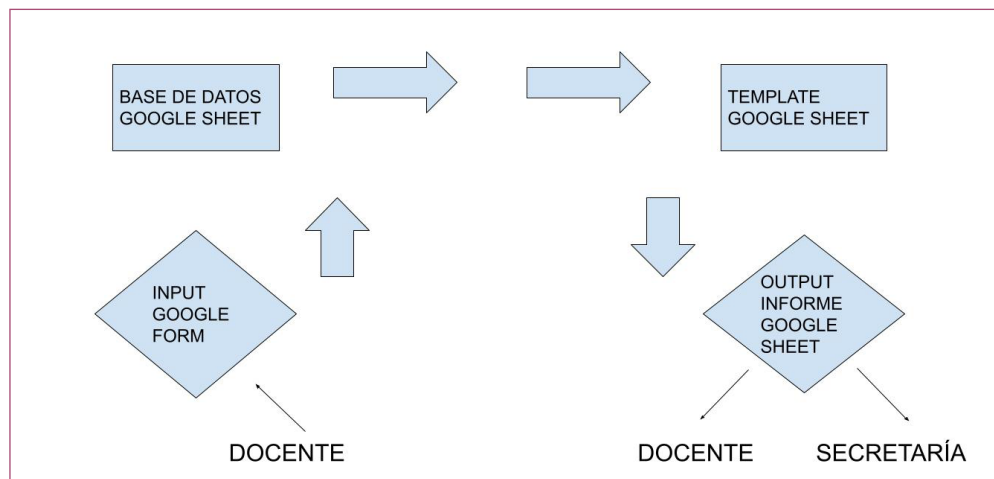 BASE DE DATOS
GOOGLE SHEET
TEMPLATE
GOOGLE SHEET
INPUT
GOOGLE
FORM
OUTPUT
INFORME
GOOGLE
SHEET
DOCENTE
DOCENTE
SECRETARÍA